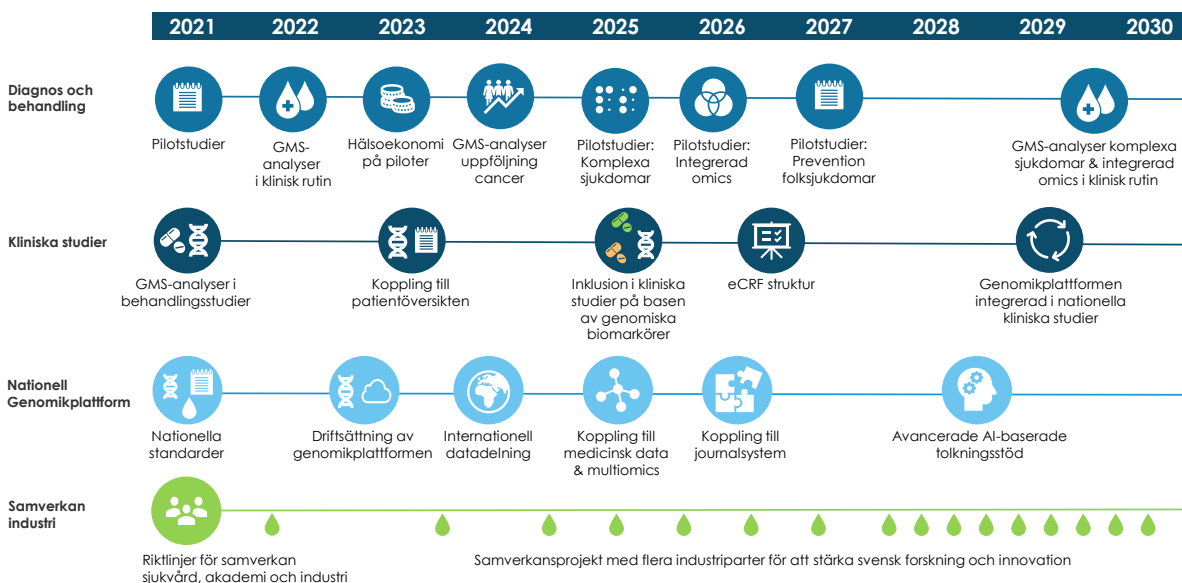 2021 2022 2023 2024 2025 2026 2027 2028 2029 2030
Diagnos och
behandling
Pilotstudier
GMS-
analyser
i klinisk rutin
Hälsoekonomi
på piloter
GMS-analyser
uppföljning
cancer
Pilotstudier:
Komplexa
sjukdomar
Pilotstudier:
Integrerad
omics
Pilotstudier:
Prevention
folksjukdomar
GMS-analyser komplexa
sjukdomar & integrerad
omics i klinisk rutin
Kliniska studier
GMS-analyser i
behandlingsstudier
Koppling till
patientöversikten
Inklusion i kliniska
studier på basen
av genomiska
biomarkörer
eCRF struktur
Genomikplattformen
integrerad i nationella
kliniska studier
Nationell
Genomikplattform
Nationella
standarder
Driftsättning av
genomikplattformen
Internationell
datadelning
Koppling till
medicinsk data
& multiomics
Koppling till
journalsystem
Avancerade AI-baserade
tolkningsstöd
Samverkan
industri
Riktlinjer för samverkan
sjukvård, akademi och industri
Samverkansprojekt med flera industriparter för att stärka svensk forskning och innovation